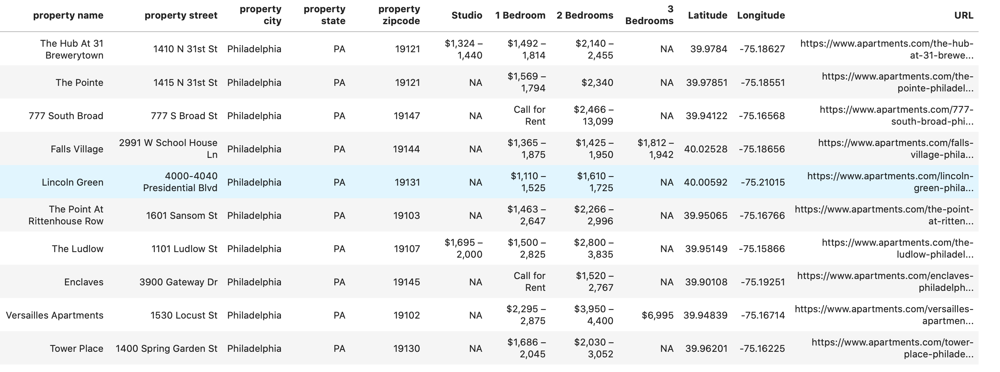 property name property street property city property state property zipcode Studio 1 Bedroom 2 Bedrooms 3 Bedrooms Latitude Longitude URL
The Hub At 31 Brewerytown 1410 N 31st St Philadelphia PA 19121 $1,324 – 1,440 $1,492 – 1,814 $2,140 – 2,455 NA 39.9784 -75.18627 https://www.apartments.com/the-hub-at-31-brewe...
The Pointe 1415 N 31st St Philadelphia PA 19121 NA $1,569 – 1,794 $2,340 NA 39.97851 -75.18551 https://www.apartments.com/the-pointe-philadel...
777 South Broad 777 S Broad St Philadelphia PA 19147 NA Call for Rent $2,466 – 13,099 NA 39.94122 -75.16568 https://www.apartments.com/777-south-broad-phi...
Falls Village 2991 W School House Ln Philadelphia PA 19144 NA $1,365 – 1,875 $1,425 – 1,950 $1,812 – 1,942 40.02528 -75.18656 https://www.apartments.com/falls-village-phila...
Lincoln Green 4000-4040 Presidential Blvd Philadelphia PA 19131 NA $1,110 – 1,525 $1,610 – 1,725 NA 40.00592 -75.21015 https://www.apartments.com/lincoln-green-phila...
The Point At Rittenhouse Row 1601 Sansom St Philadelphia PA 19103 NA $1,463 – 2,647 $2,266 – 2,996 NA 39.95065 -75.16766 https://www.apartments.com/the-point-at-ritten...
The Ludlow 1101 Ludlow St Philadelphia PA 19107 $1,695 – 2,000 $1,500 – 2,825 $2,800 – 3,835 NA 39.95149 -75.15866 https://www.apartments.com/the-ludlow-philadel...
Enclaves 3900 Gateway Dr Philadelphia PA 19145 NA Call for Rent $1,520 – 2,767 NA 39.90108 -75.19251 https://www.apartments.com/enclaves-philadelph...
Versailles Apartments 1530 Locust St Philadelphia PA 19102 NA $2,295 – 2,875 $3,950 – 4,400 $6,995 39.94839 -75.16714 https://www.apartments.com/versailles-apartmen...
Tower Place 1400 Spring Garden St Philadelphia PA 19130 NA $1,686 – 2,045 $2,030 – 3,052 NA 39.96201 -75.16225 https://www.apartments.com/tower-place-philade...